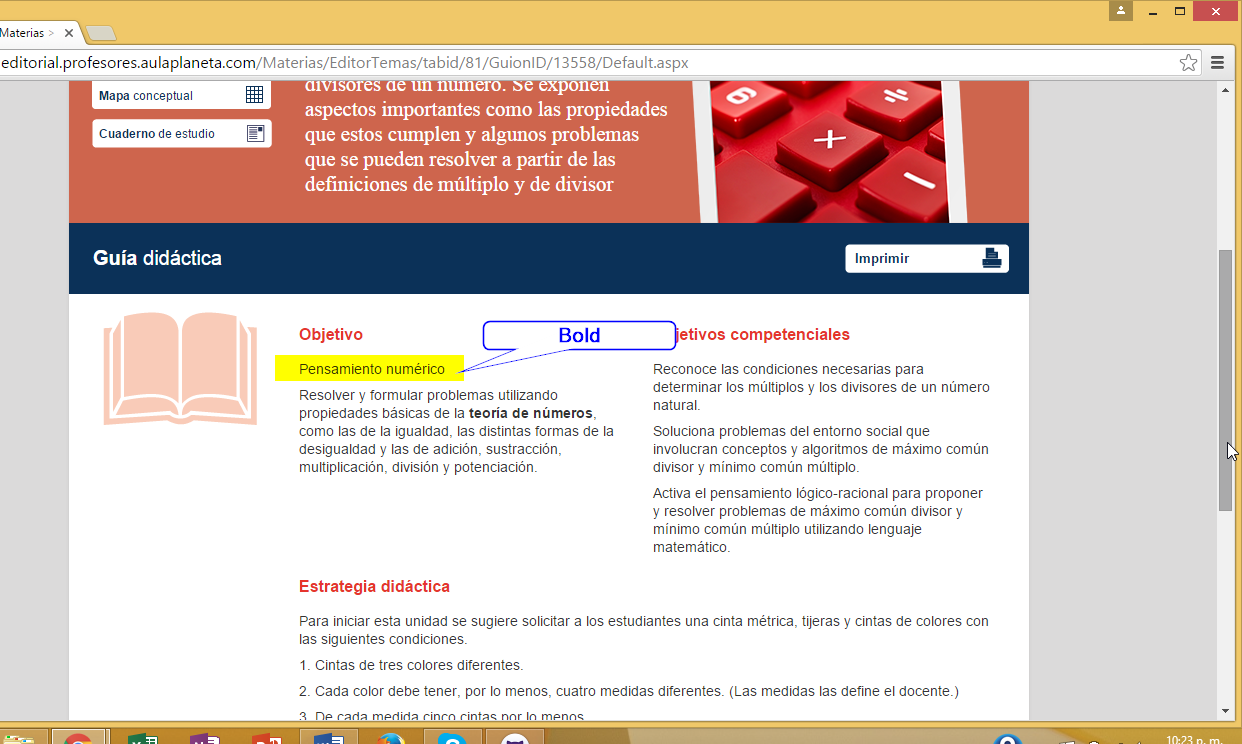 Materias >
editorial.profesores.aulaplaneta.com/Materias/EditorTemas/tabid/81/GuionID/13558/Default.aspx
Mapa conceptual
Cuaderno de estudio
divisores de un número. Se exponen
aspectos importantes como las propiedades
que estos cumplen y algunos problemas
que se pueden resolver a partir de las
definiciones de múltiplo y de divisor
6 ÷
+
−
Guía didáctica
Imprimir
Objetivo
Bold
Pensamiento numérico
Resolver y formular problemas utilizando
propiedades básicas de la teoría de números,
como las de la igualdad, las distintas formas de la
desigualdad y las de adición, sustracción,
multiplicación, división y potenciación.
jetivos competenciales
Reconoce las condiciones necesarias para
determinar los múltiplos y los divisores de un número
natural.
Soluciona problemas del entorno social que
involucran conceptos y algoritmos de máximo común
divisor y mínimo común múltiplo.
Activa el pensamiento lógico-racional para proponer
y resolver problemas de máximo común divisor y
mínimo común múltiplo utilizando lenguaje
matemático.
Estrategia didáctica
Para iniciar esta unidad se sugiere solicitar a los estudiantes una cinta métrica, tijeras y cintas de colores con
las siguientes condiciones.
1. Cintas de tres colores diferentes.
2. Cada color debe tener, por lo menos, cuatro medidas diferentes. (Las medidas las define el docente.)
3. De cada medida cinco cintas por lo menos
10:23 p. m.